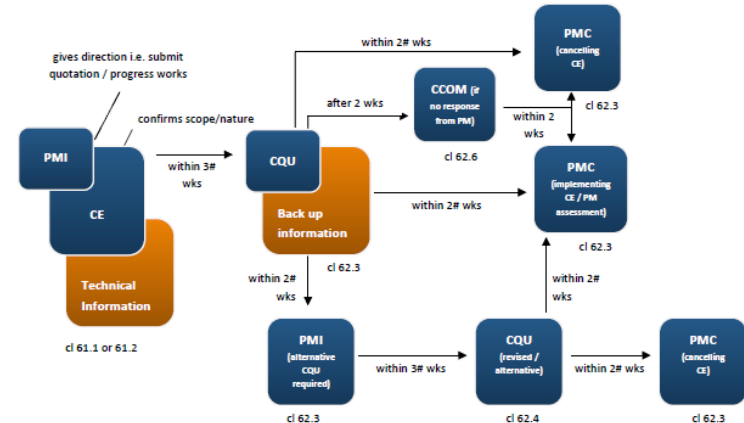 gives direction i.e. submit
quotation / progress works
confirms scope/nature
PMI
CE
Technical
Information
cl 61.1 or 61.2
within 3#
wks
CQU
Back up
information
cl 62.3
within 2# wks
after 2 wks
CCOM (if
no response
from PM)
cl 62.6
within 2
wks
PMC
(cancelling
CE)
cl 62.3
within 2# wks
PMC
(implementing
CE / PM
assessment)
cl 62.3
within 2#
wks
PMI
(alternative
CQU
required)
cl 62.3
within 3# wks
CQU
(revised /
alternative)
cl 62.4
within 2#
wks
within 2# wks
PMC
(cancelling
CE)
cl 62.3